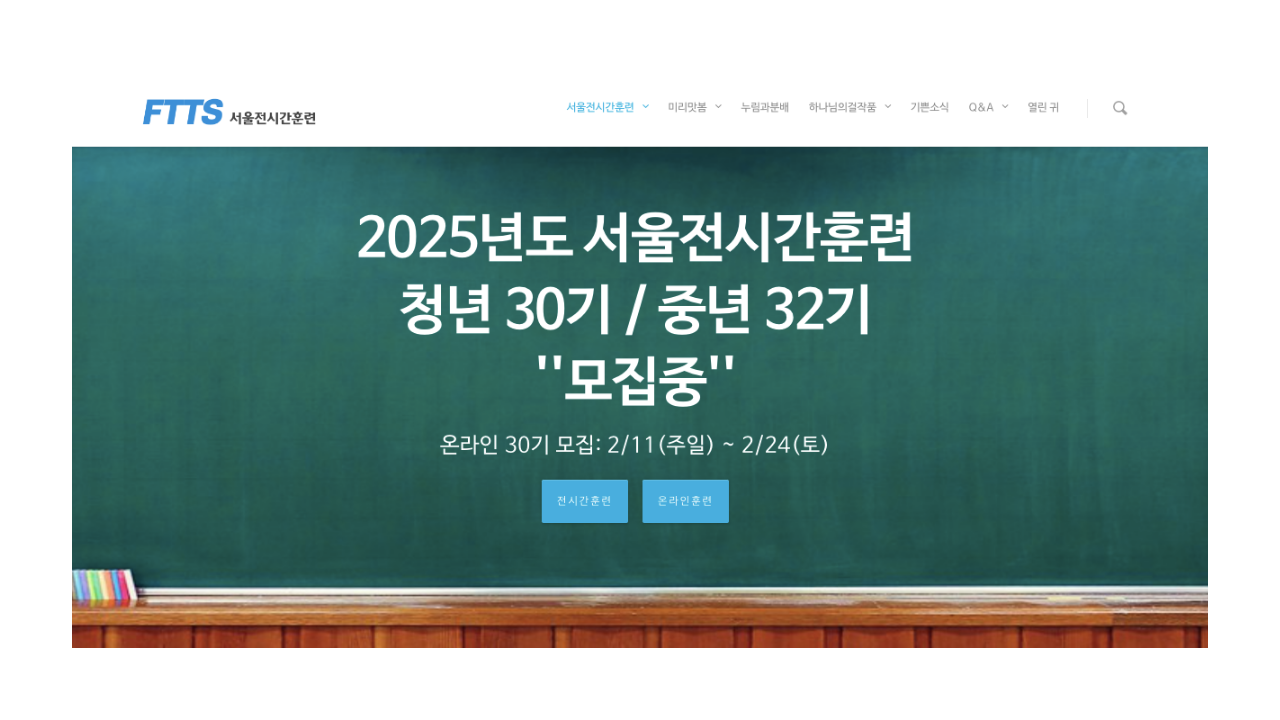 FTTS 서울전시간훈련
서울전시간훈련 미리맛봄 누림과분배 하나님의걸작품 기쁜소식 Q&A 열린 귀
2025년도 서울전시간훈련
청년 30기 / 중년 32기
''모집중''
온라인 30기 모집: 2/11(주일) ~ 2/24(토)
전시간훈련 온라인훈련